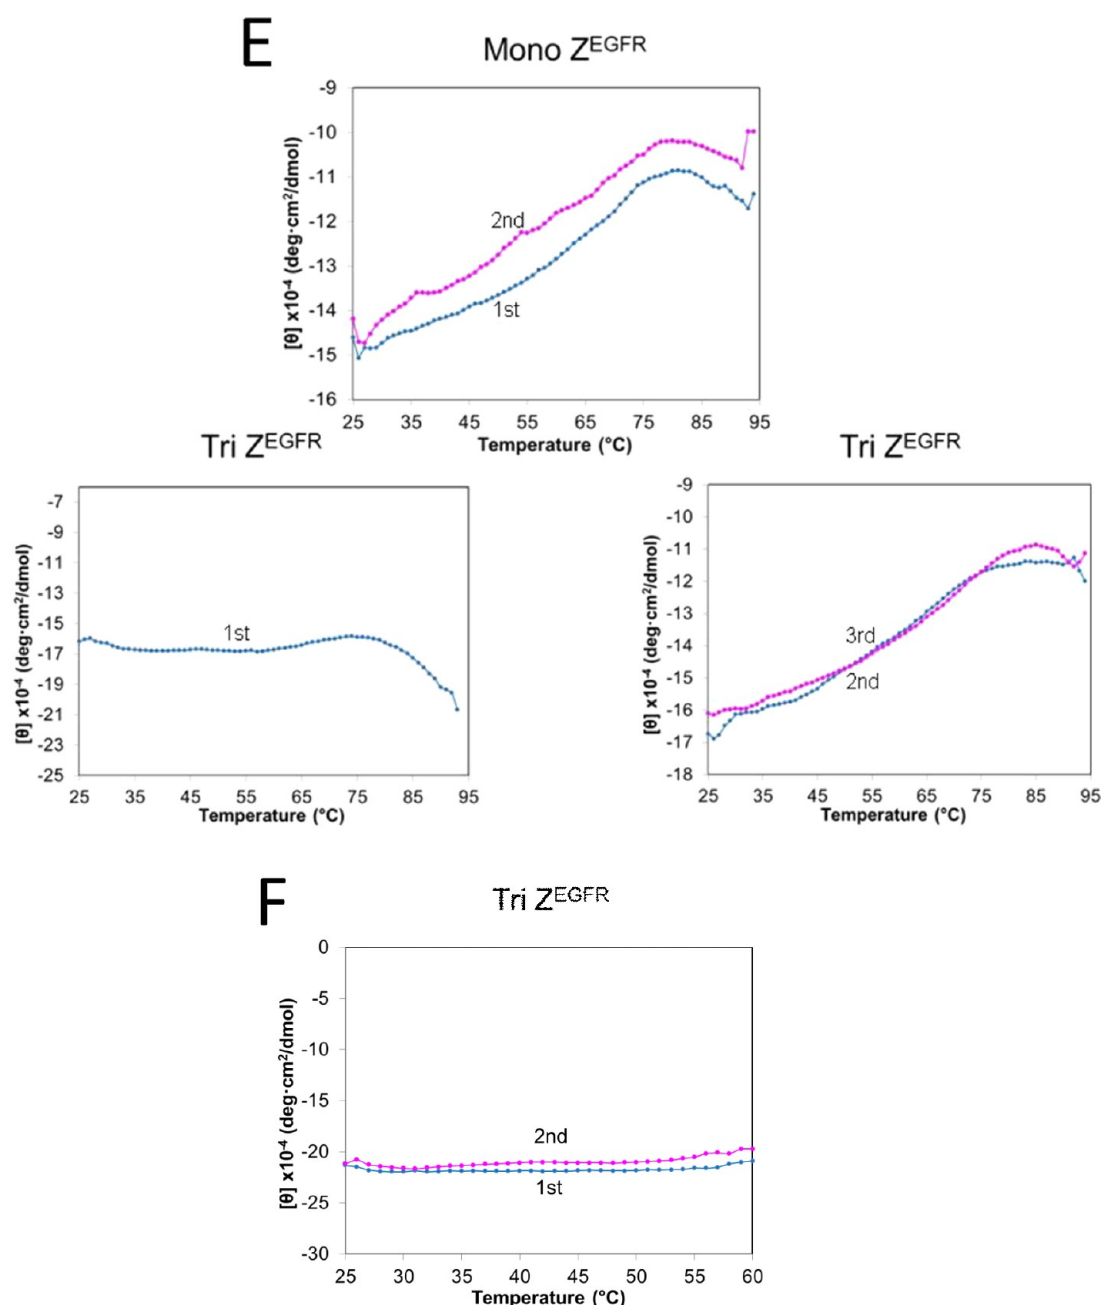 E
Mono Z^EGFR
[θ] x10⁻⁴ (deg·cm²/dmol)
-9
-10
-11
-12
-13
-14
-15
-16
2nd
1st
25 35 45 55 65 75 85 95
Temperature (°C)
Tri Z^EGFR
[θ] x10⁻⁴ (deg·cm²/dmol)
-7
-9
-11
-13
-15
-17
-19
-21
-23
-25
1st
25 35 45 55 65 75 85 95
Temperature (°C)
Tri Z^EGFR
[θ] x10⁻⁴ (deg·cm²/dmol)
-9
-10
-11
-12
-13
-14
-15
-16
-17
-18
3rd
2nd
25 35 45 55 65 75 85 95
Temperature (°C)
F
Tri Z^EGFR
[θ] x10⁻⁴ (deg·cm²/dmol)
0
-5
-10
-15
-20
-25
-30
2nd
1st
25 30 35 40 45 50 55 60
Temperature (°C)